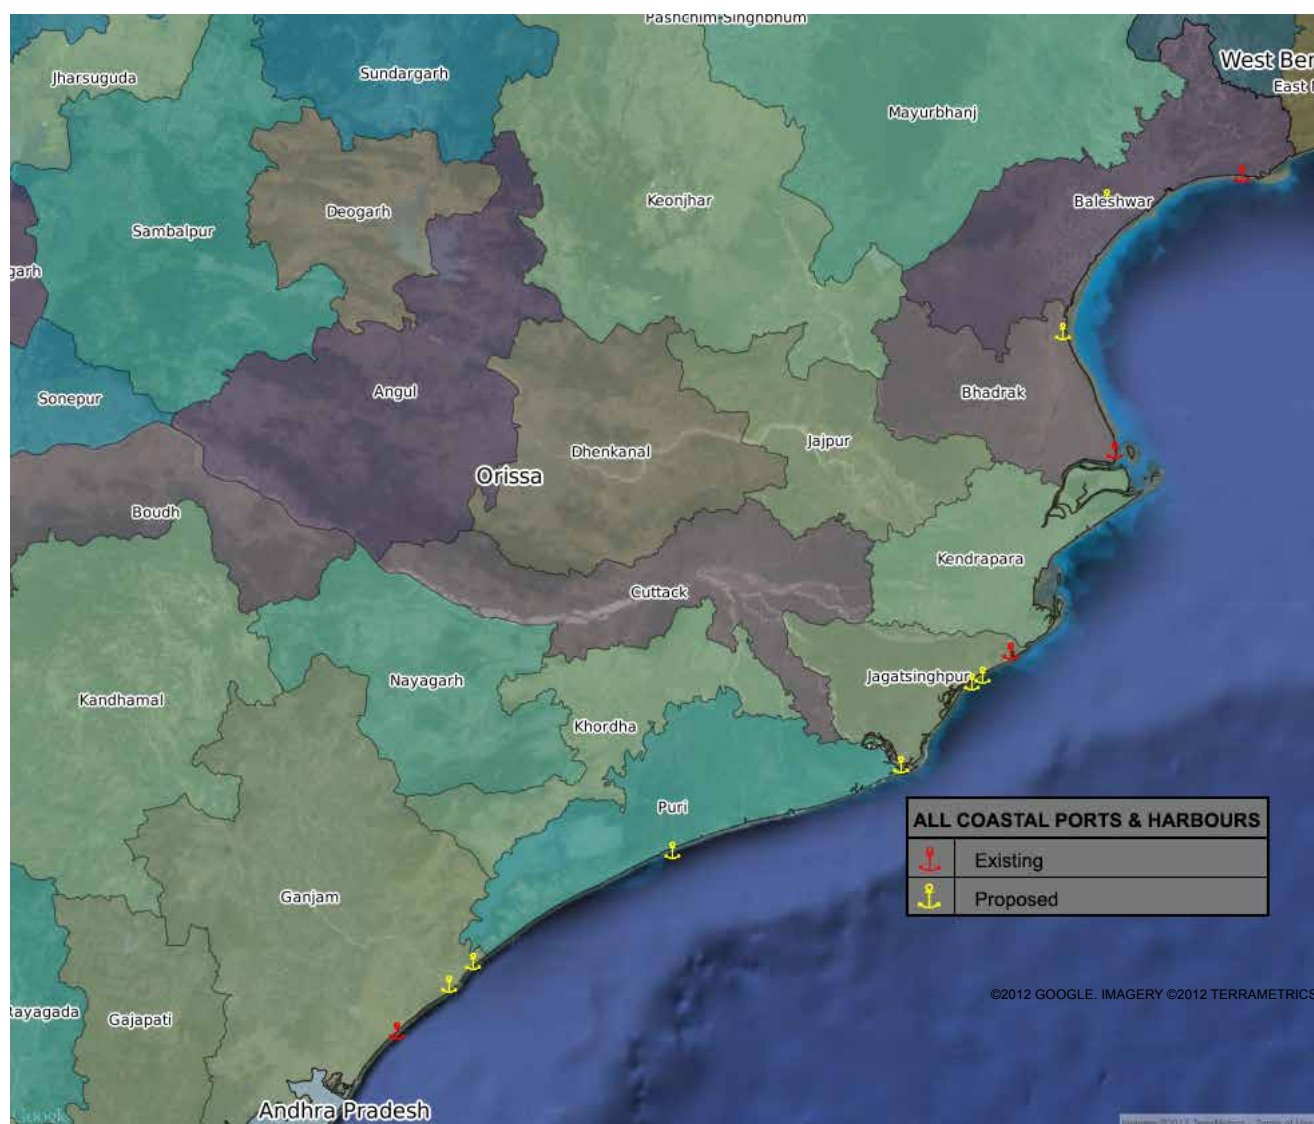 Pashchim Singhbhum
West Ben
East
Jharsuguda
Sundargarh
Mayurbhanj
Baleshwar
Keonjhar
Deogarh
Sambalpur
garh
Angul
Bhadrak
Sonepur
Jajpur
Dhenkanal
Orissa
Boudh
Kendrapara
Cuttack
Nayagarh
Jagatsinghpur
Kandhamal
Khordha
Puri
ALL COASTAL PORTS & HARBOURS
Existing
Proposed
Ganjam
©2012 GOOGLE. IMAGERY ©2012 TERRAMETRICS
Rayagada
Gajapati
Andhra Pradesh
Google